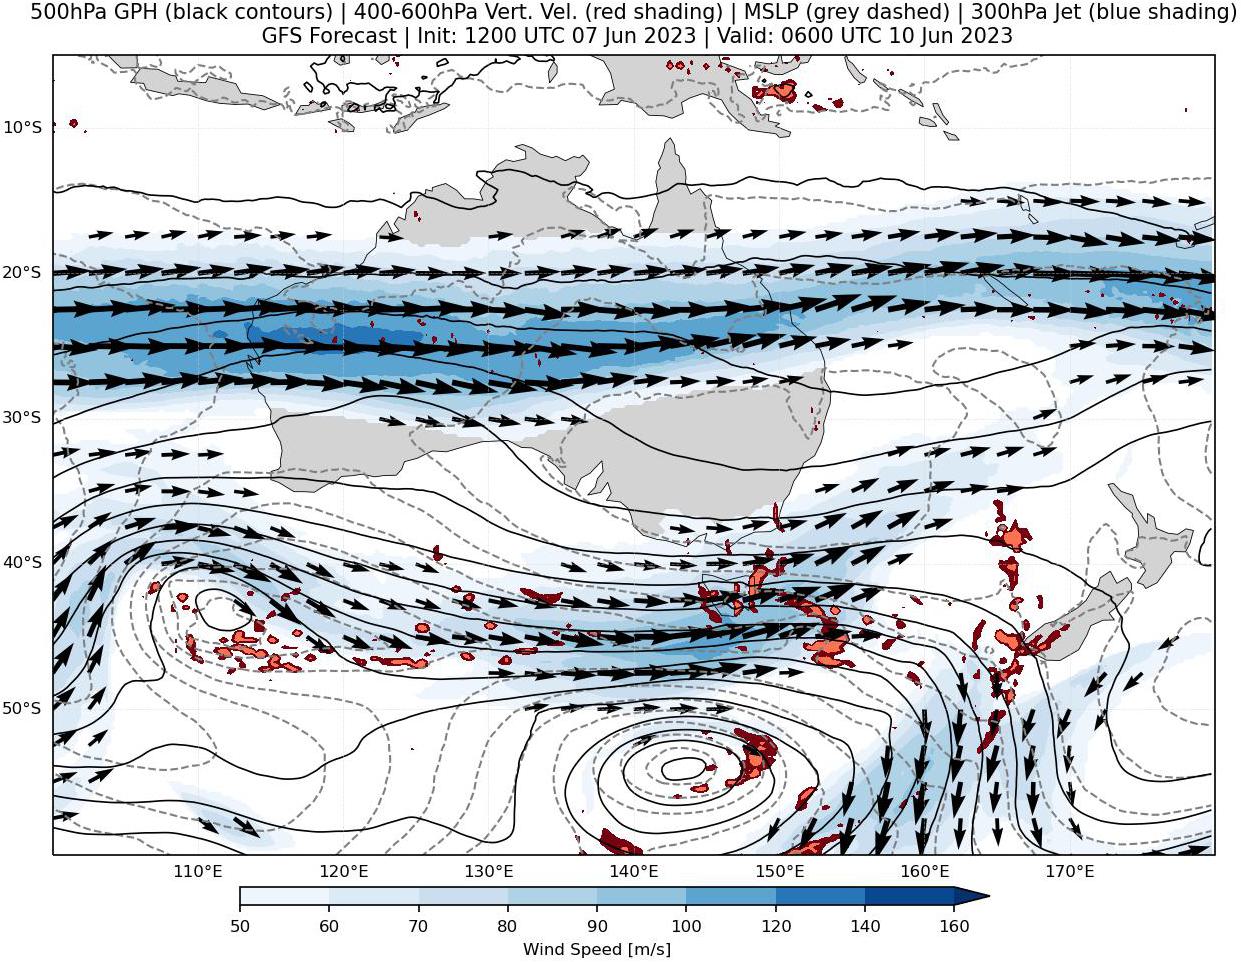 500hPa GPH (black contours) | 400-600hPa Vert. Vel. (red shading) | MSLP (grey dashed) | 300hPa Jet (blue shading)
GFS Forecast | Init: 1200 UTC 07 Jun 2023 | Valid: 0600 UTC 10 Jun 2023
10°S
20°S
30°S
40°S
50°S
110°E 120°E 130°E 140°E 150°E 160°E 170°E
50 60 70 80 90 100 120 140 160
Wind Speed [m/s]